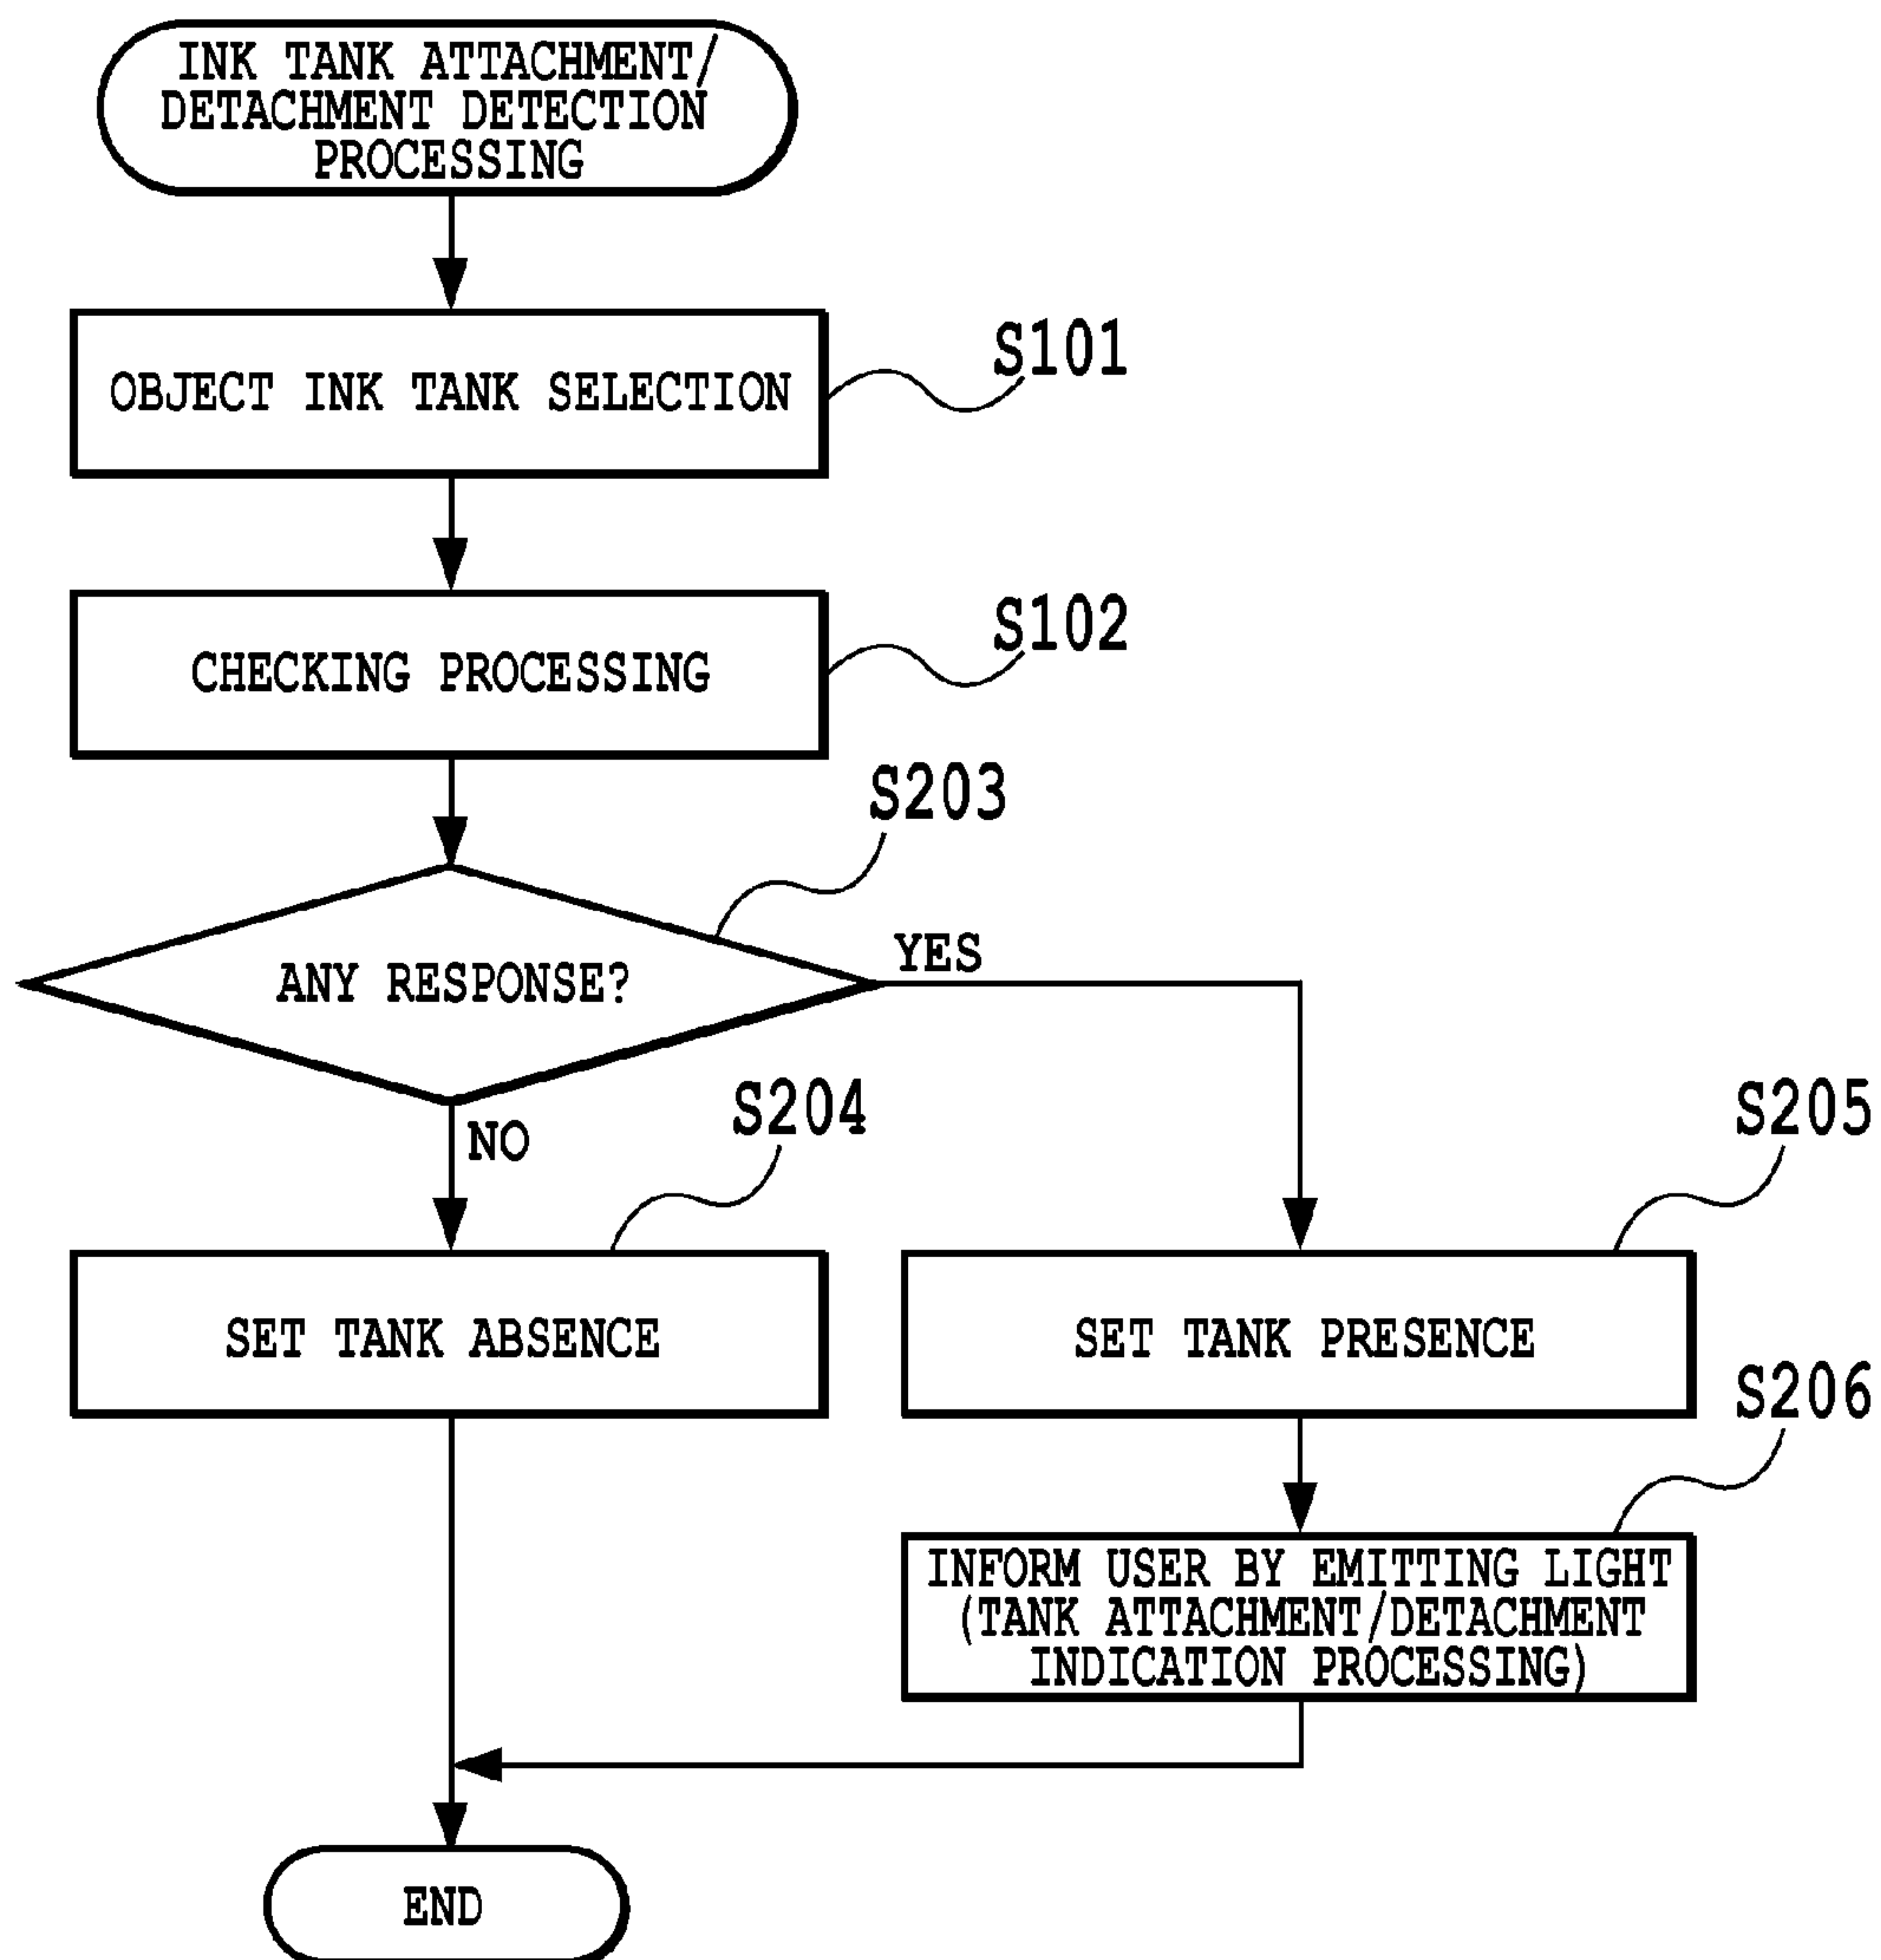 INK TANK ATTACHMENT/
DETACHMENT DETECTION
PROCESSING
OBJECT INK TANK SELECTION
S101
CHECKING PROCESSING
S102
S203
ANY RESPONSE?
YES
NO
S204
S205
SET TANK ABSENCE
SET TANK PRESENCE
S206
INFORM USER BY EMITTING LIGHT
(TANK ATTACHMENT/DETACHMENT
INDICATION PROCESSING)
END